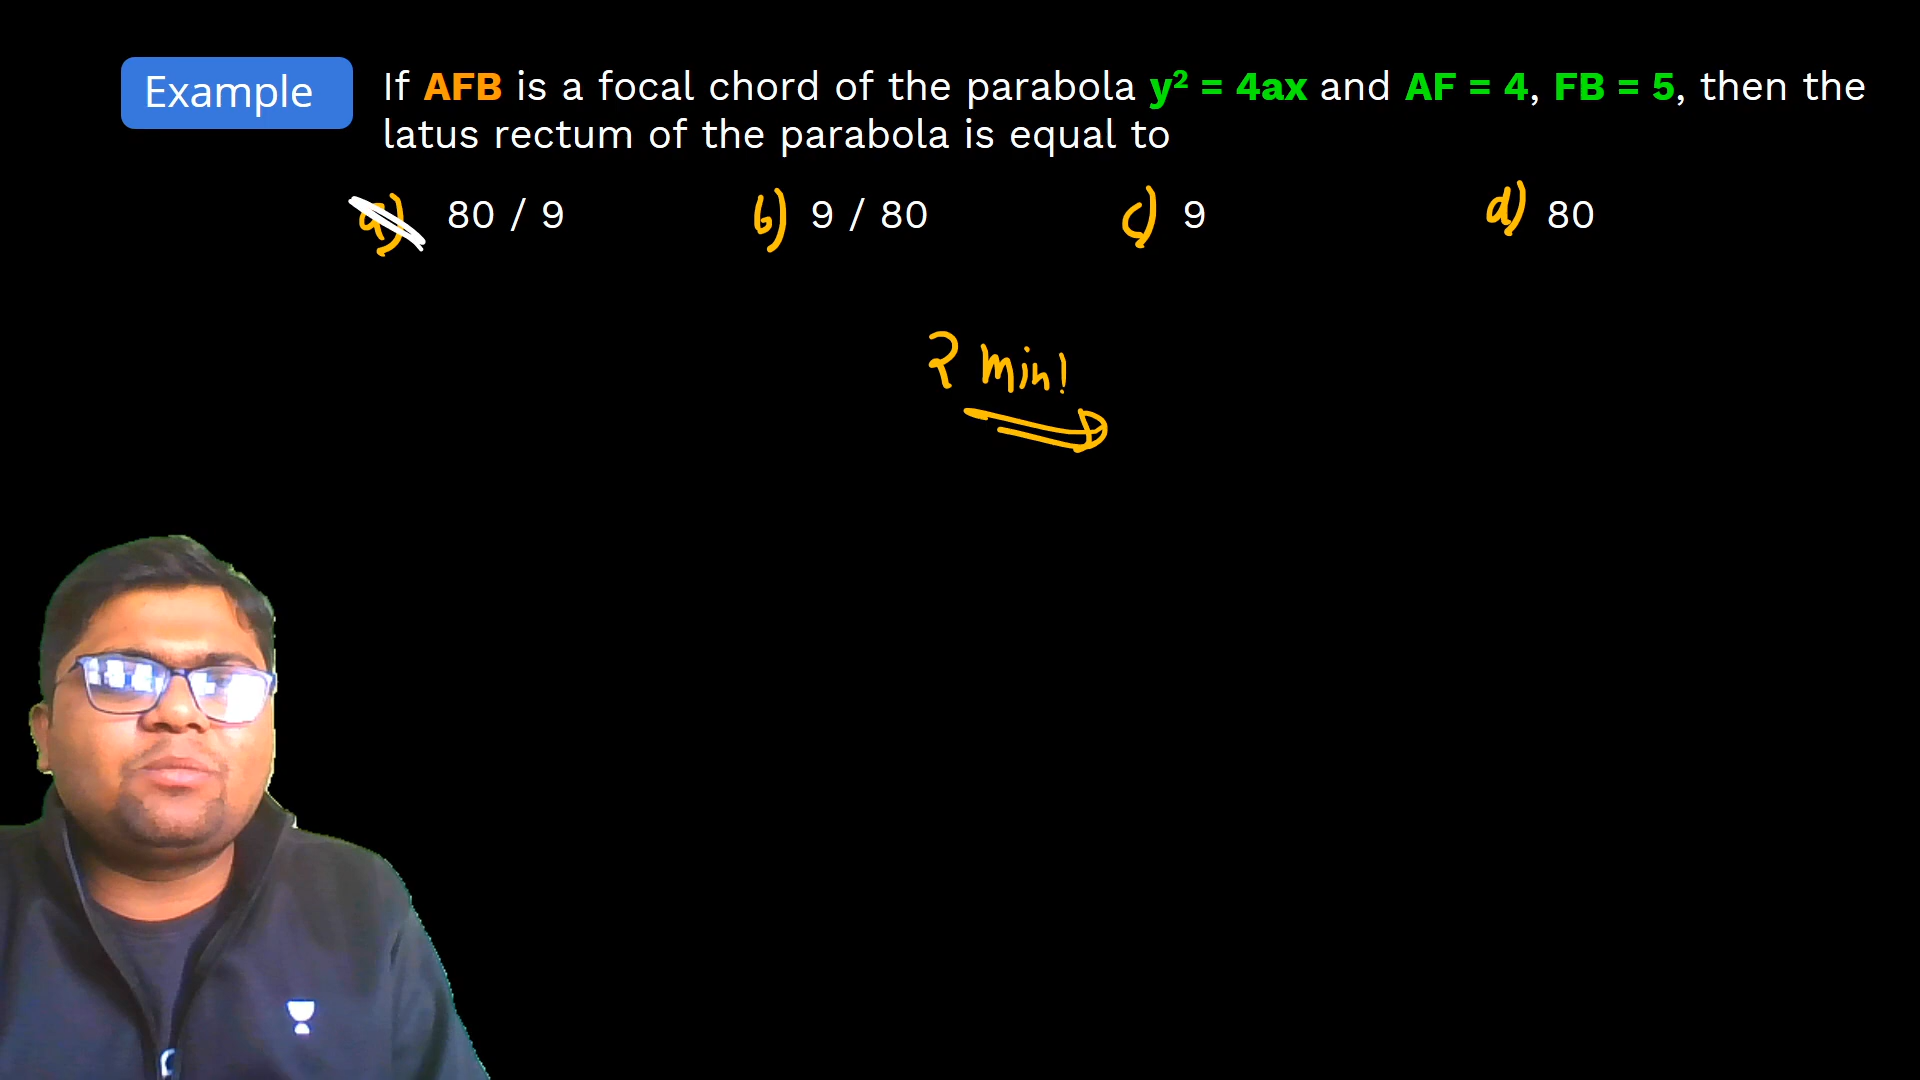 Example
If AFB is a focal chord of the parabola y² = 4ax and AF = 4, FB = 5, then the
latus rectum of the parabola is equal to
a) 80 / 9 b) 9 / 80 c) 9 d) 80
2 min!